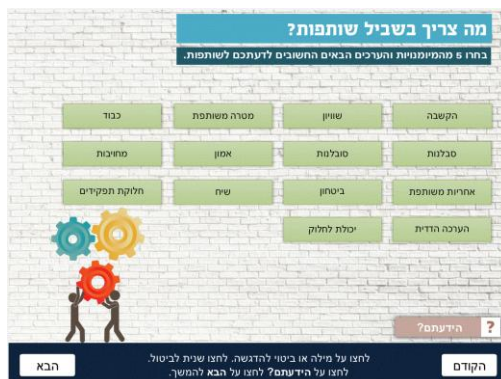 מה צריך בשביל שותפות?
בחרו 5 מהמיומנויות והערכים הבאים החשובים לדעתכם לשותפות.
הקשבה
שוויון
מטרה משותפת
כבוד
סבלנות
סובלנות
אמון
מחויבות
אחריות משותפת
ביטחון
שיח
חלוקת תפקידים
הערכה הדדית
יכולת לחלוק
? הידעתם?
הקודם
לחצו על מילה או ביטוי להדגשה. לחצו שנית לביטול.
לחצו על הידעתם? לחצו על הבא להמשך.
הבא